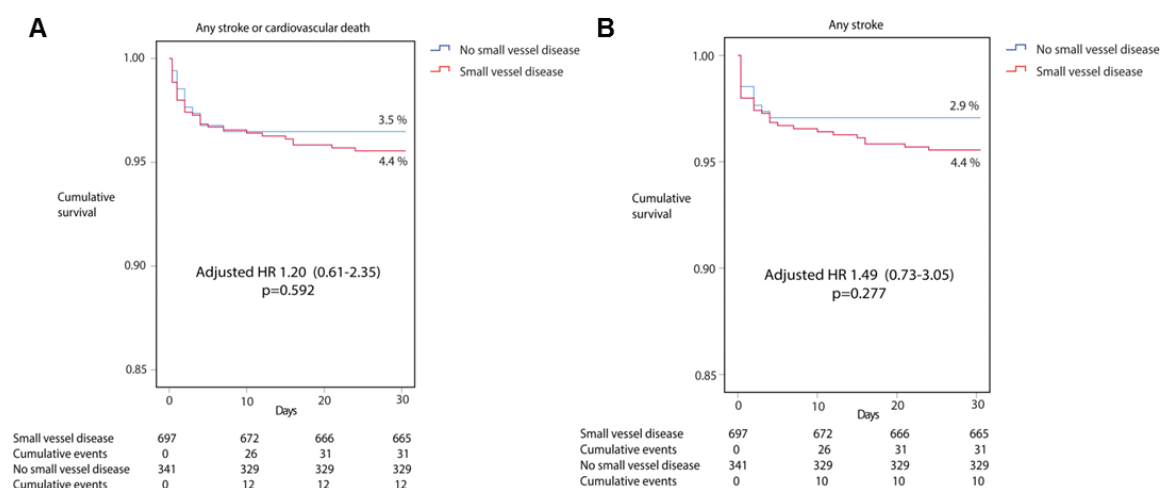 A
Any stroke or cardiovascular death
No small vessel disease
Small vessel disease
1.00
0.95
0.90
0.85
Cumulative
survival
3.5 %
4.4 %
Adjusted HR 1.20 (0.61-2.35)
p=0.592
0 10 20 30
Days
Small vessel disease 697 672 666 665
Cumulative events 0 26 31 31
No small vessel disease 341 329 329 329
Cumulative events 0 12 12 12
B
Any stroke
No small vessel disease
Small vessel disease
1.00
0.95
0.90
0.85
Cumulative
survival
2.9 %
4.4 %
Adjusted HR 1.49 (0.73-3.05)
p=0.277
0 10 20 30
Days
Small vessel disease 697 672 666 665
Cumulative events 0 26 31 31
No small vessel disease 341 329 329 329
Cumulative events 0 10 10 10